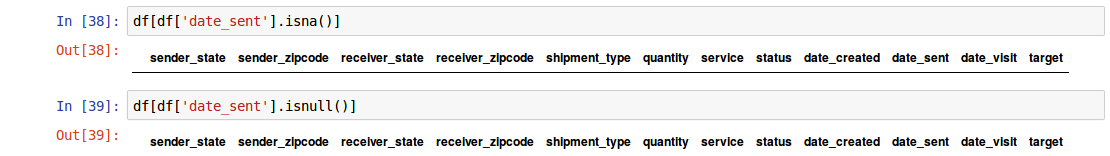 In [38]: df[df['date_sent'].isna()]
Out[38]: sender_state sender_zipcode receiver_state receiver_zipcode shipment_type quantity service status date_created date_sent date_visit target
In [39]: df[df['date_sent'].isnull()]
Out[39]: sender_state sender_zipcode receiver_state receiver_zipcode shipment_type quantity service status date_created date_sent date_visit target